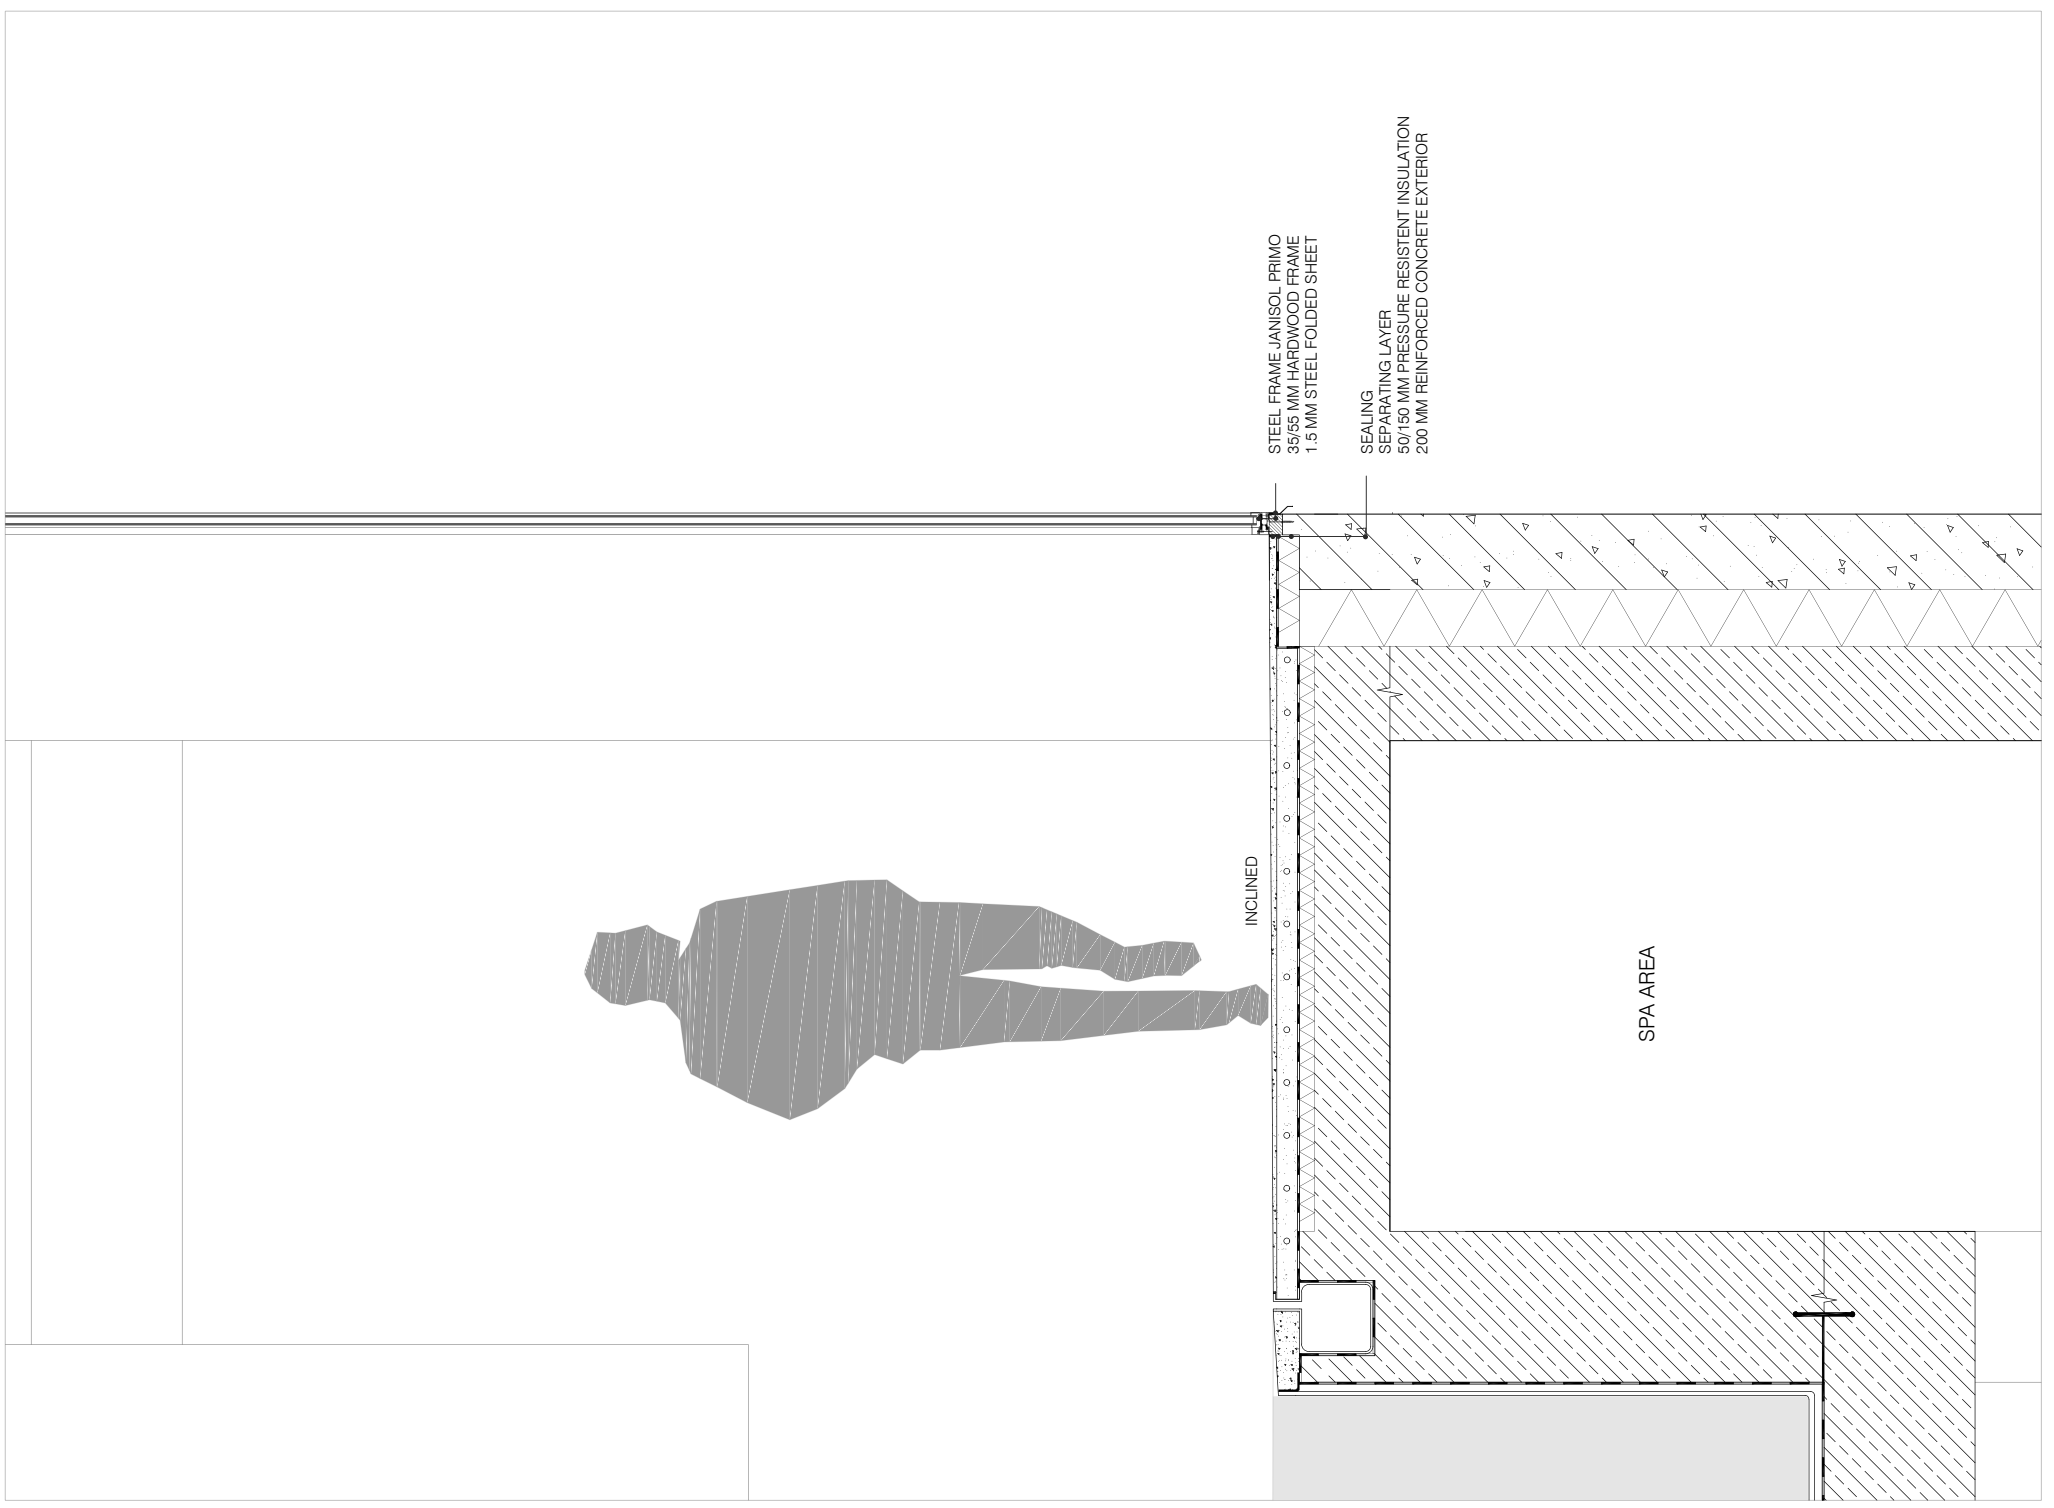 STEEL FRAME JANISOL PRIMO
35/55 MM HARDWOOD FRAME
1.5 MM STEEL FOLDED SHEET
SEALING
SEPARATING LAYER
50/150 MM PRESSURE RESISTENT INSULATION
200 MM REINFORCED CONCRETE EXTERIOR
INCLINED
SPA AREA